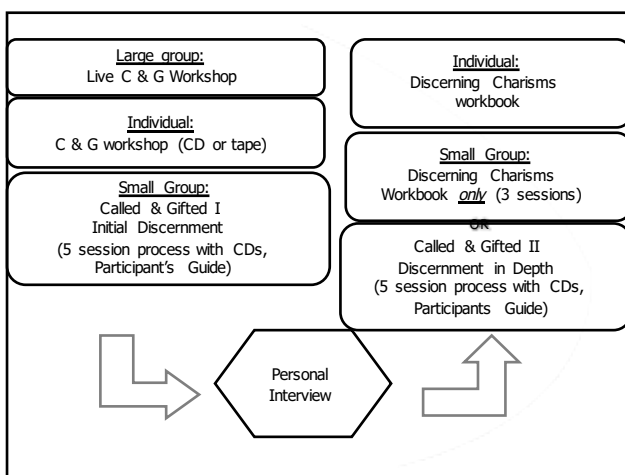 Large group:
Live C & G Workshop
Individual:
C & G workshop (CD or tape)
Small Group:
Called & Gifted I
Initial Discernment
(5 session process with CDs,
Participant's Guide)
Personal
Interview
Individual:
Discerning Charisms
workbook
Small Group:
Discerning Charisms
Workbook only (3 sessions)
OR
Called & Gifted II
Discernment in Depth
(5 session process with CDs,
Participants Guide)